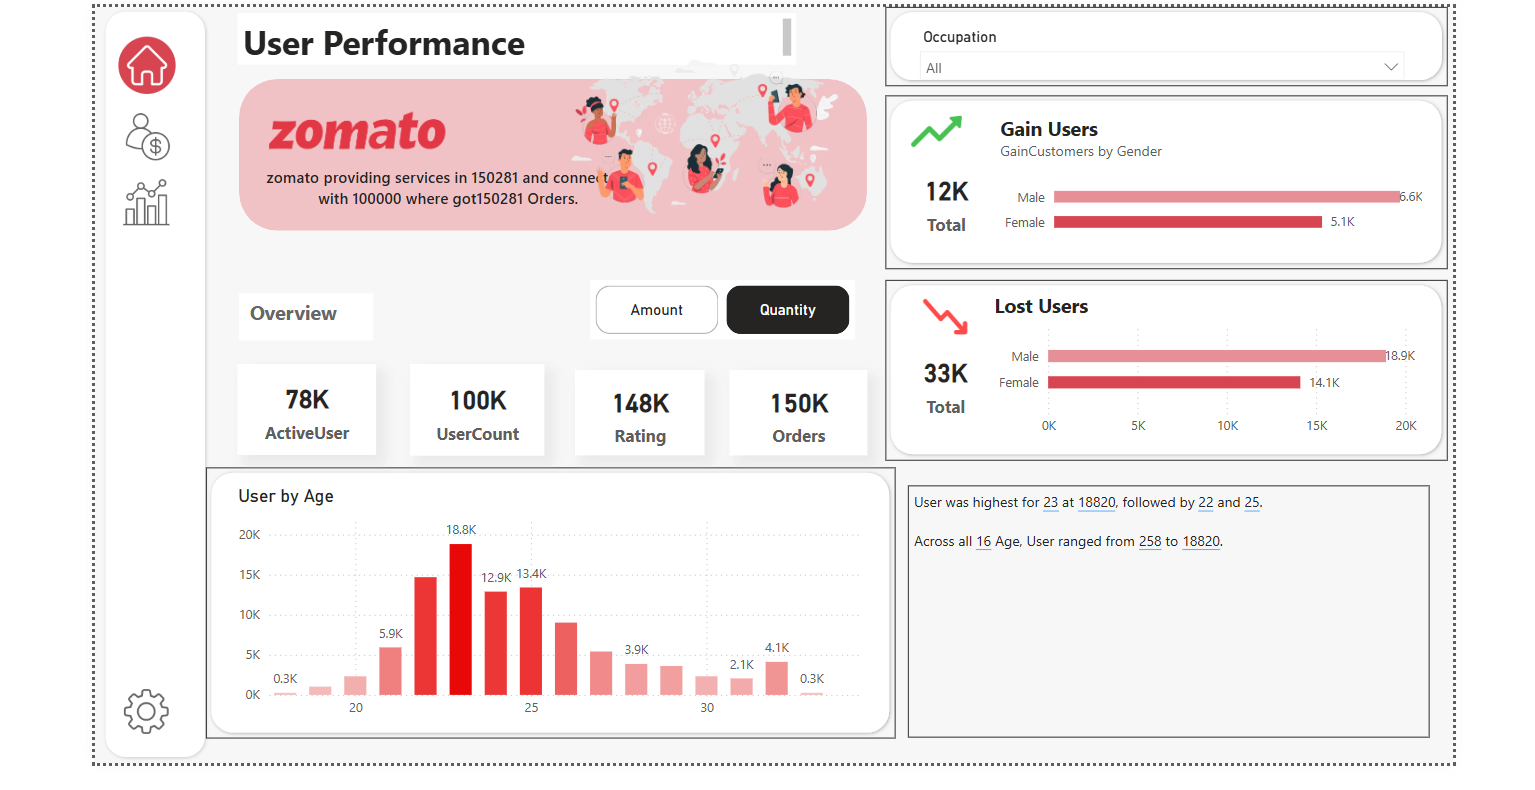 User Performance
zomato
zomato providing services in 150281 and connect
with 100000 where got150281 Orders.
Overview
Amount
Quantity
78K
ActiveUser
100K
UserCount
148K
Rating
150K
Orders
Occupation
All
Gain Users
GainCustomers by Gender
12K
Total
Male
6.6K
Female
5.1K
Lost Users
33K
Total
Male
18.9K
Female
14.1K
0K
5K
10K
15K
20K
User by Age
20K
15K
10K
5K
0K
0.3K
5.9K
18.8K
12.9K
13.4K
3.9K
2.1K
4.1K
0.3K
20
25
30
User was highest for 23 at 18820, followed by 22 and 25.
Across all 16 Age, User ranged from 258 to 18820.